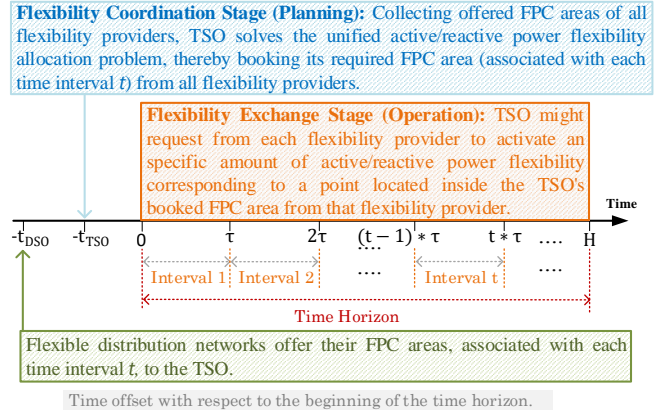 Flexibility Coordination Stage (Planning): Collecting offered FPC areas of all
flexibility providers, TSO solves the unified active/reactive power flexibility
allocation problem, thereby booking its required FPC area (associated with each
time interval t) from all flexibility providers.
Flexibility Exchange Stage (Operation): TSO might
request from each flexibility provider to activate an
specific amount of active/reactive power flexibility
corresponding to a point located inside the TSO's
booked FPC area from that flexibility provider.
Time
-t_DSO -t_TSO 0 τ 2τ (t − 1) ∗ τ t ∗ τ .... H
.... 
Interval 1 Interval 2 .... Interval t ....
Time Horizon
Flexible distribution networks offer their FPC areas, associated with each
time interval t, to the TSO.
Time offset with respect to the beginning of the time horizon.